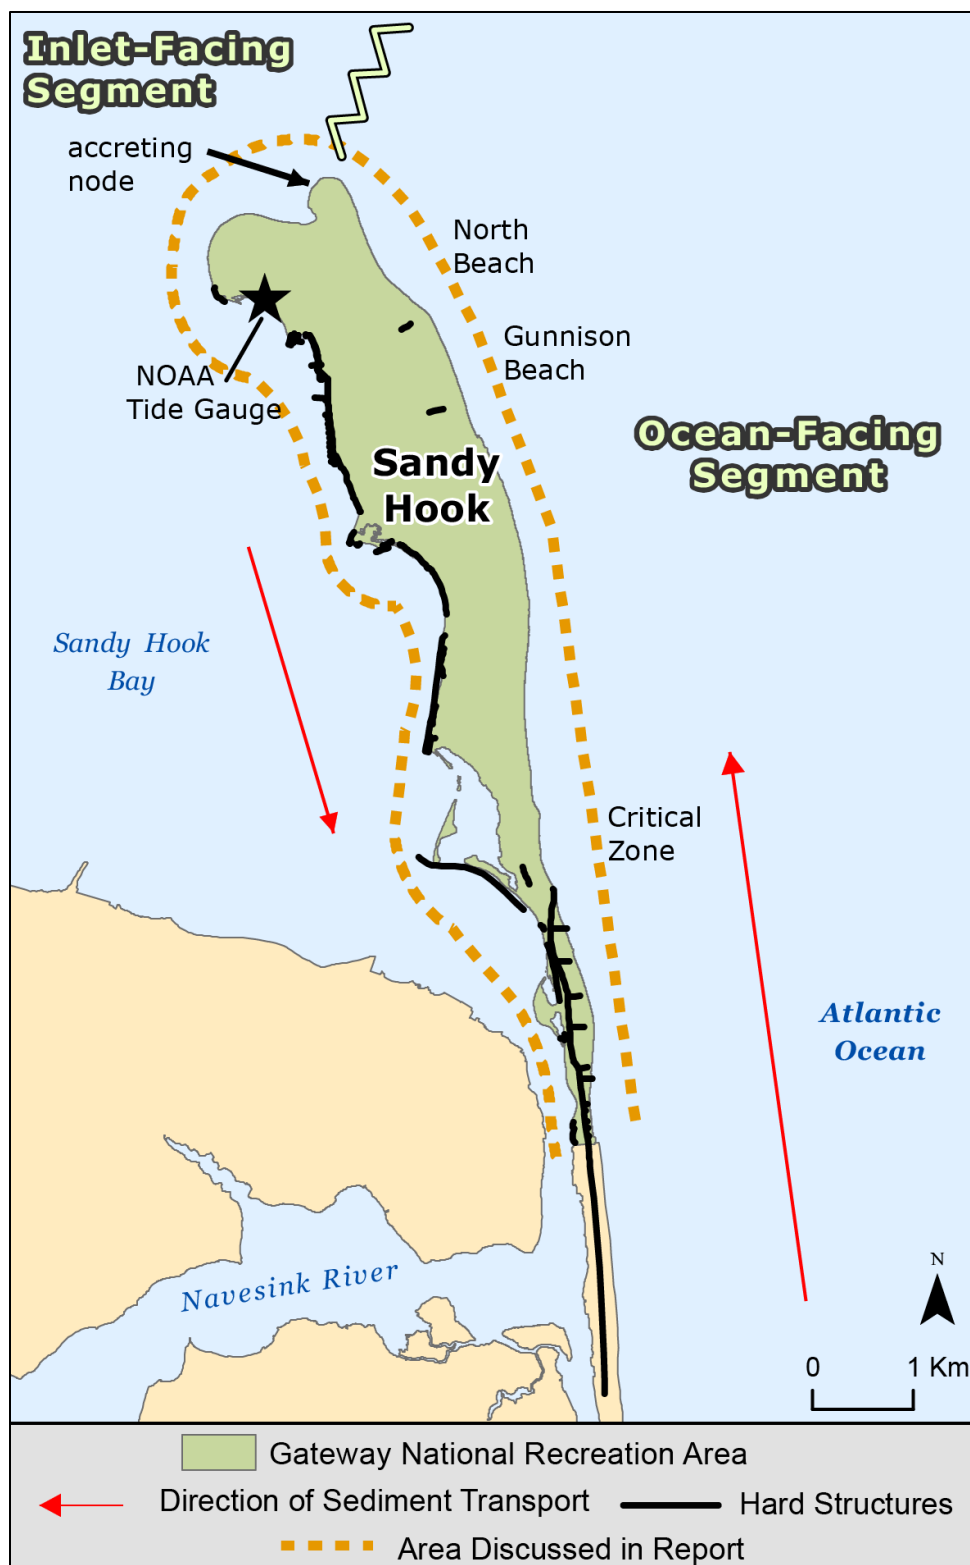 Inlet-Facing
Segment
accreting
node
North
Beach
Gunnison
Beach
NOAA
Tide Gauge
Ocean-Facing
Segment
Sandy
Hook
Sandy Hook
Bay
Critical
Zone
Atlantic
Ocean
Navesink River
N
0 1 Km
Gateway National Recreation Area
Direction of Sediment Transport
Hard Structures
Area Discussed in Report